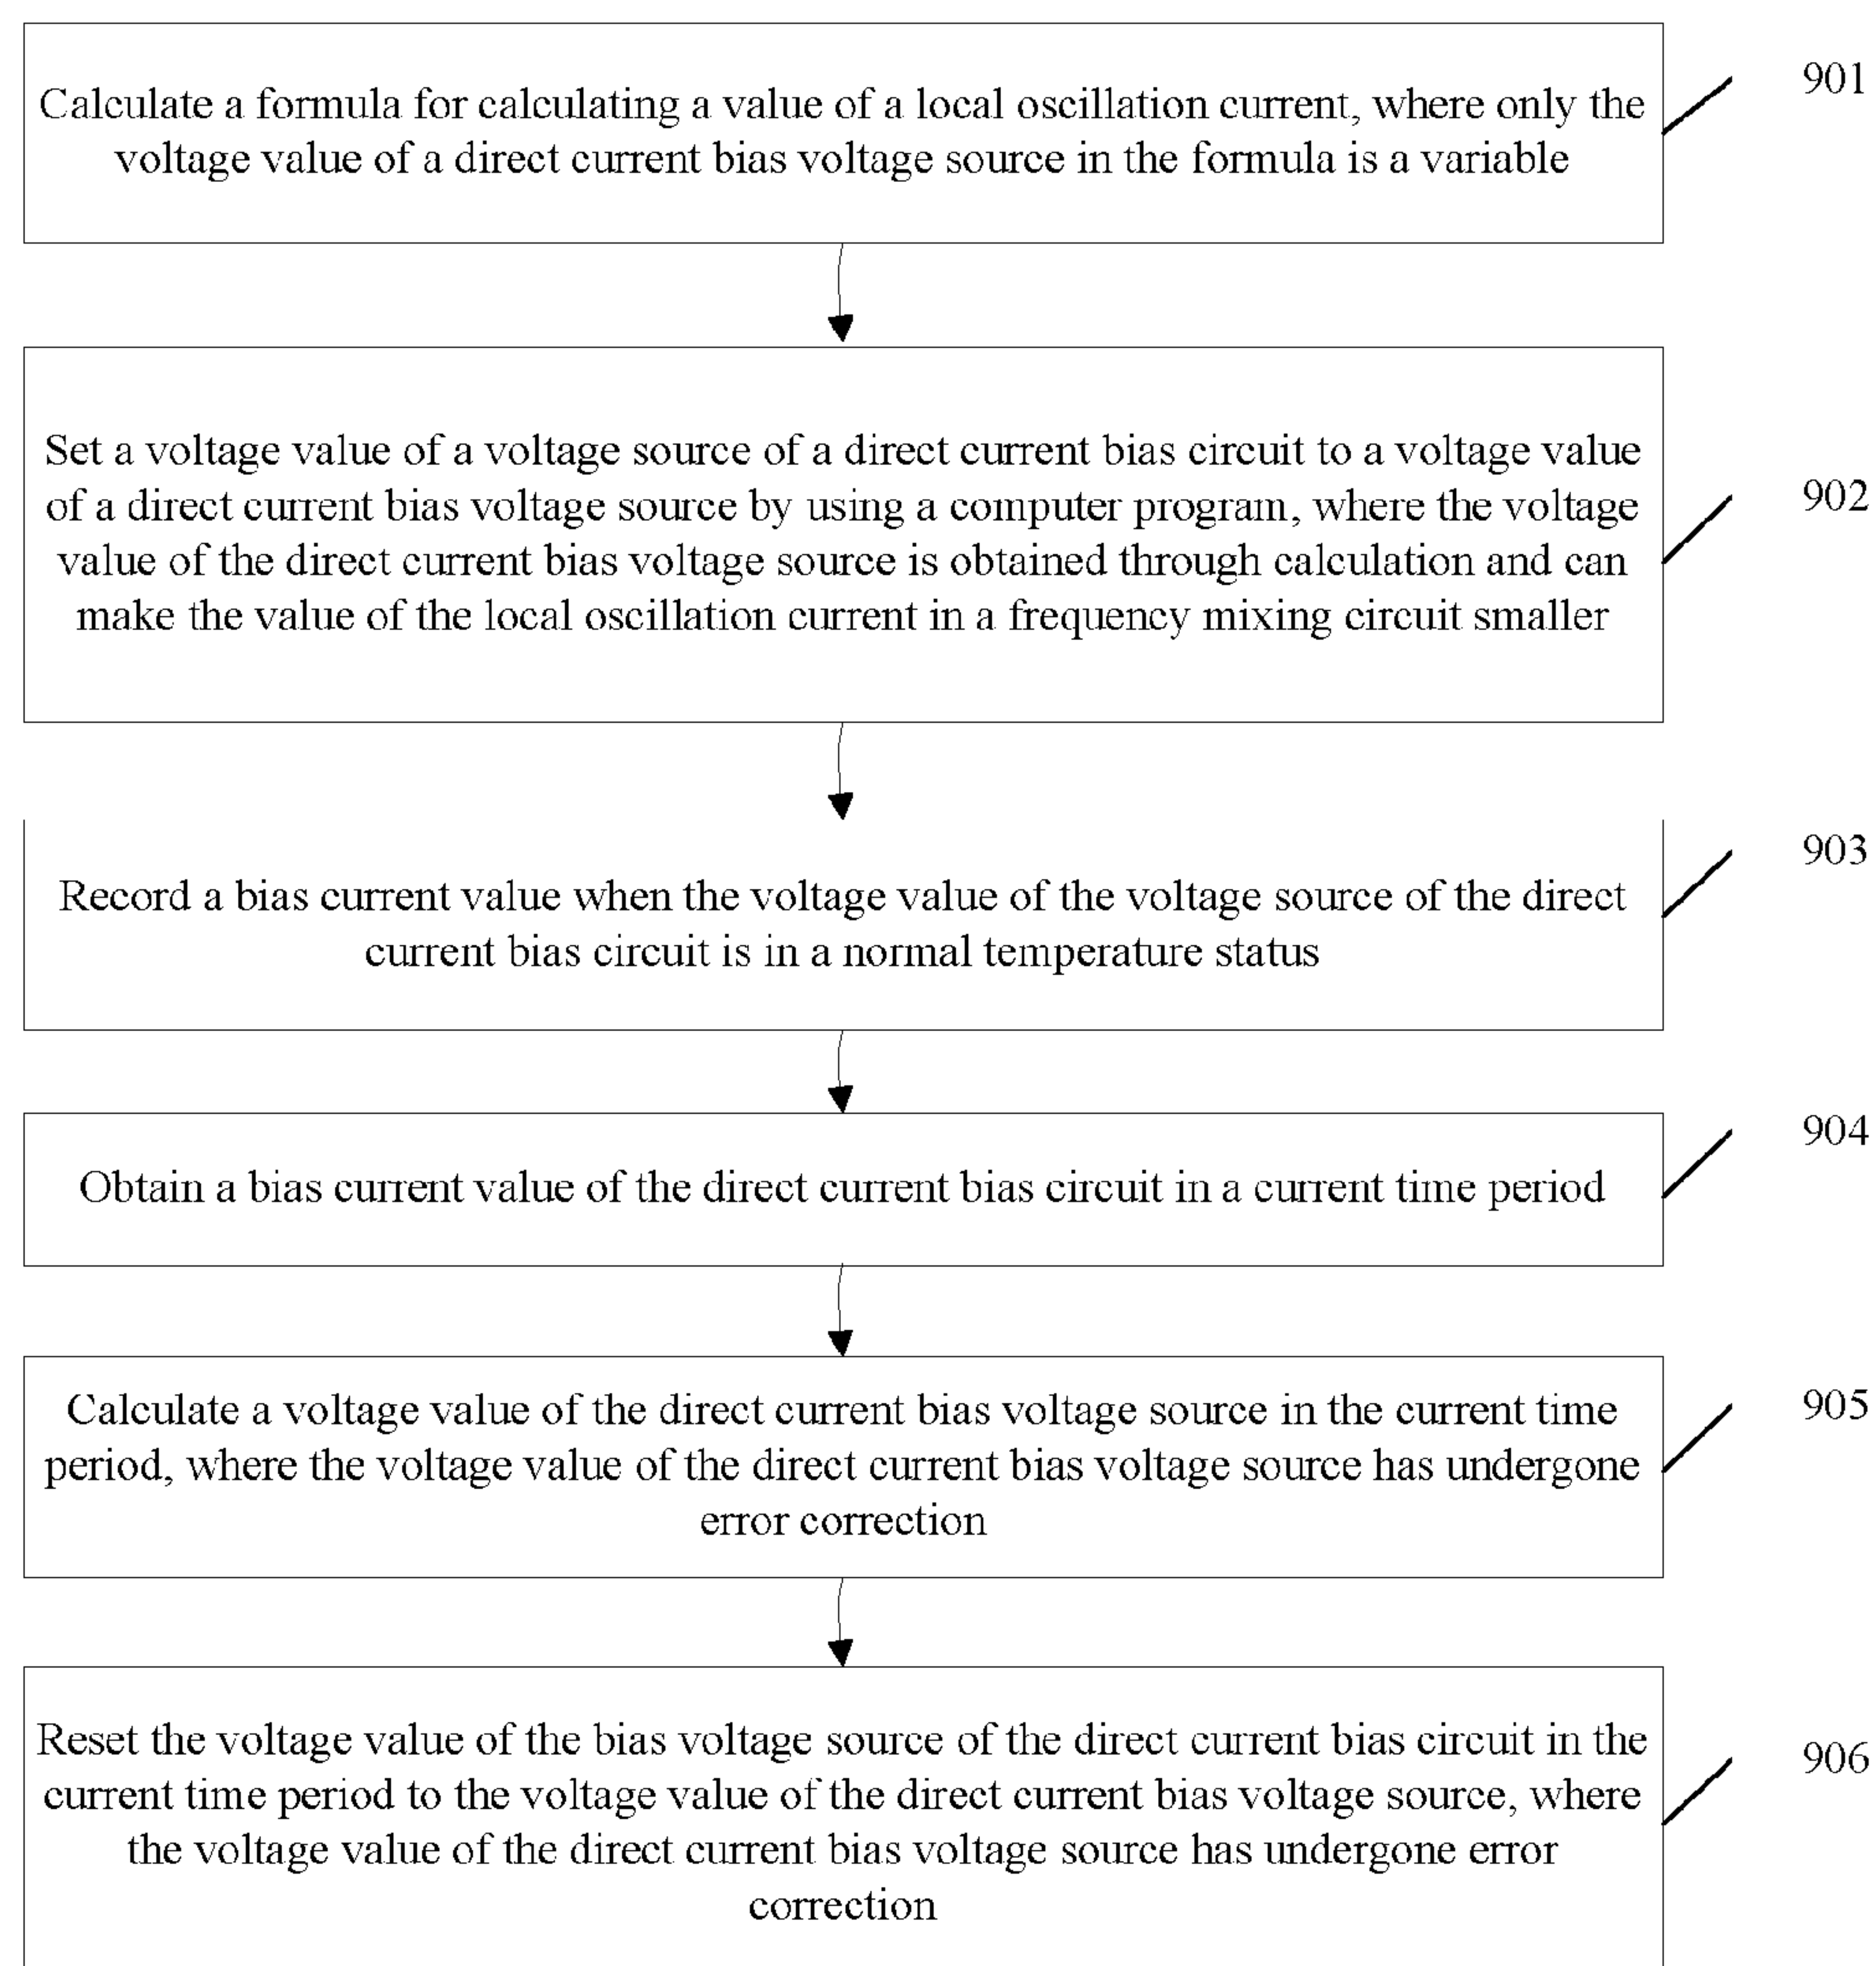 Calculate a formula for calculating a value of a local oscillation current, where only the
voltage value of a direct current bias voltage source in the formula is a variable
901
Set a voltage value of a voltage source of a direct current bias circuit to a voltage value
of a direct current bias voltage source by using a computer program, where the voltage
value of the direct current bias voltage source is obtained through calculation and can
make the value of the local oscillation current in a frequency mixing circuit smaller
902
Record a bias current value when the voltage value of the voltage source of the direct
current bias circuit is in a normal temperature status
903
Obtain a bias current value of the direct current bias circuit in a current time period
904
Calculate a voltage value of the direct current bias voltage source in the current time
period, where the voltage value of the direct current bias voltage source has undergone
error correction
905
Reset the voltage value of the bias voltage source of the direct current bias circuit in the
current time period to the voltage value of the direct current bias voltage source, where
the voltage value of the direct current bias voltage source has undergone error
correction
906